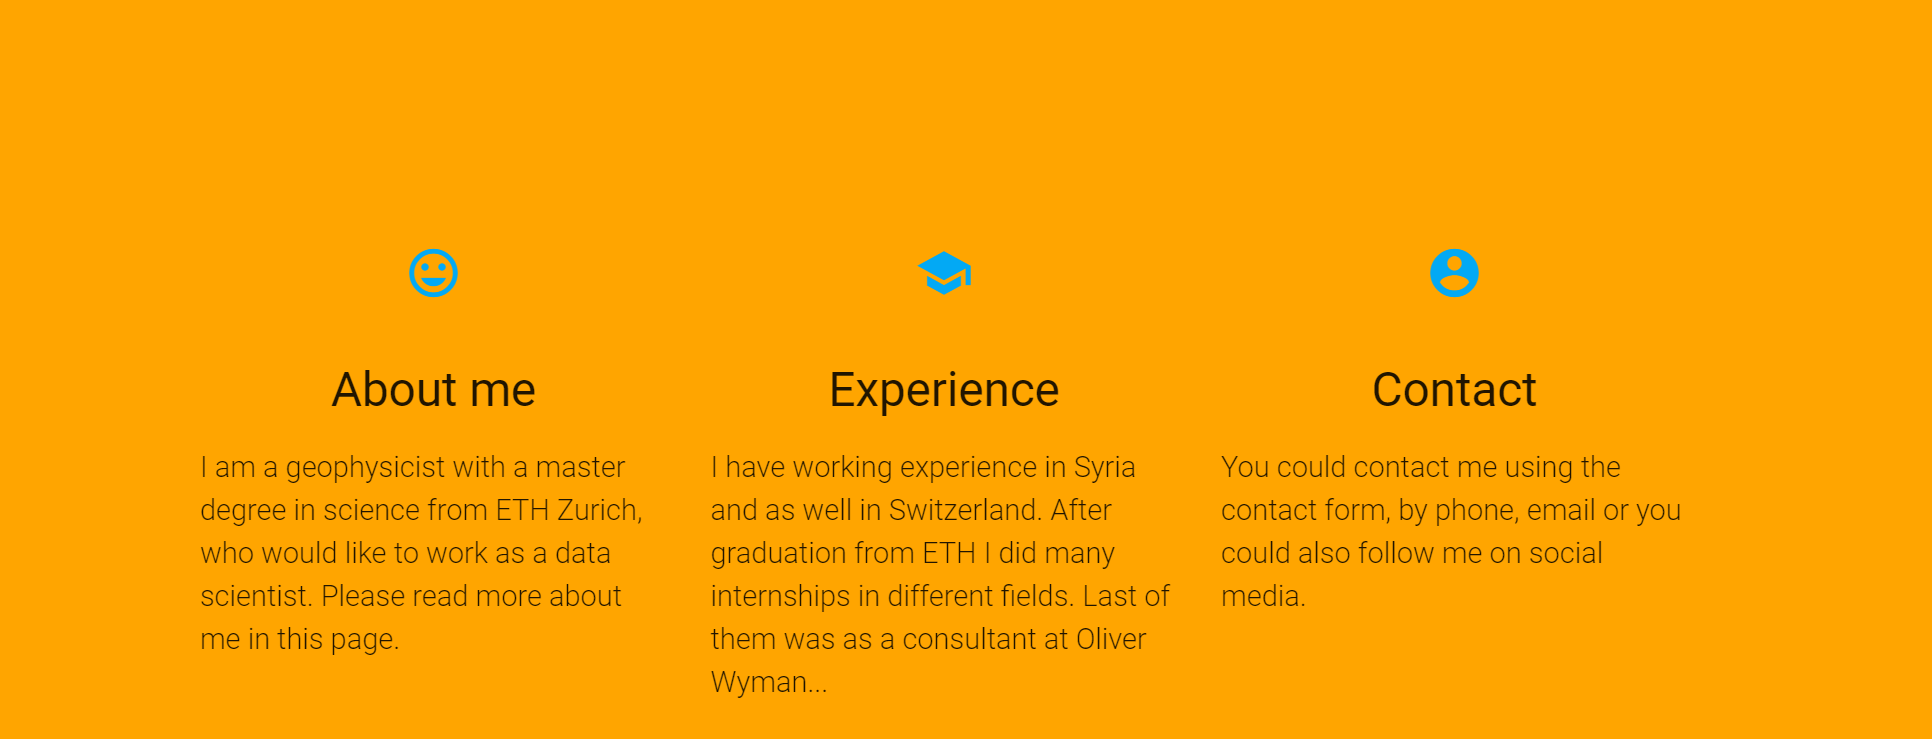 About me
I am a geophysicist with a master
degree in science from ETH Zurich,
who would like to work as a data
scientist. Please read more about
me in this page.
Experience
I have working experience in Syria
and as well in Switzerland. After
graduation from ETH I did many
internships in different fields. Last of
them was as a consultant at Oliver
Wyman...
Contact
You could contact me using the
contact form, by phone, email or you
could also follow me on social
media.